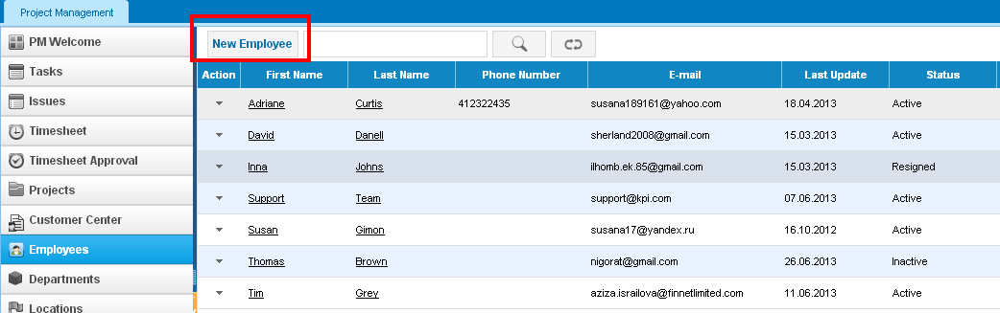 Project Management
PM Welcome
Tasks
Issues
Timesheet
Timesheet Approval
Projects
Customer Center
Employees
Departments
Locations
New Employee
Action First Name Last Name Phone Number E-mail Last Update Status
Adriane Curtis 412322435 susana189161@yahoo.com 18.04.2013 Active
David Danell sherland2008@gmail.com 15.03.2013 Active
Inna Johns ilhomb.ek.85@gmail.com 15.03.2013 Resigned
Support Team support@kpi.com 07.06.2013 Active
Susan Gimon susana17@yandex.ru 16.10.2012 Active
Thomas Brown nigorat@gmail.com 26.06.2013 Inactive
Tim Grey aziza.israilova@finnetlimited.com 11.06.2013 Active